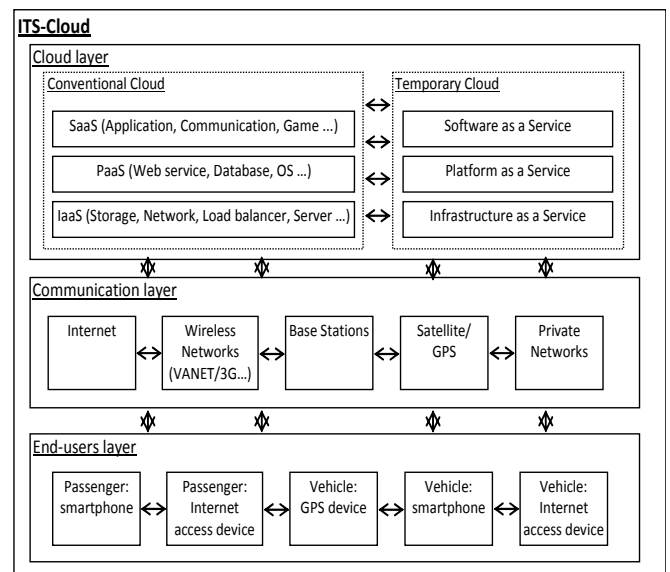 ITS-Cloud
Cloud layer
Conventional Cloud
SaaS (Application, Communication, Game ...)
PaaS (Web service, Database, OS ...)
IaaS (Storage, Network, Load balancer, Server ...)
Temporary Cloud
Software as a Service
Platform as a Service
Infrastructure as a Service
Communication layer
Internet
Wireless
Networks
(VANET/3G...)
Base Stations
Satellite/
GPS
Private
Networks
End-users layer
Passenger:
smartphone
Passenger:
Internet
access device
Vehicle:
GPS device
Vehicle:
smartphone
Vehicle:
Internet
access device